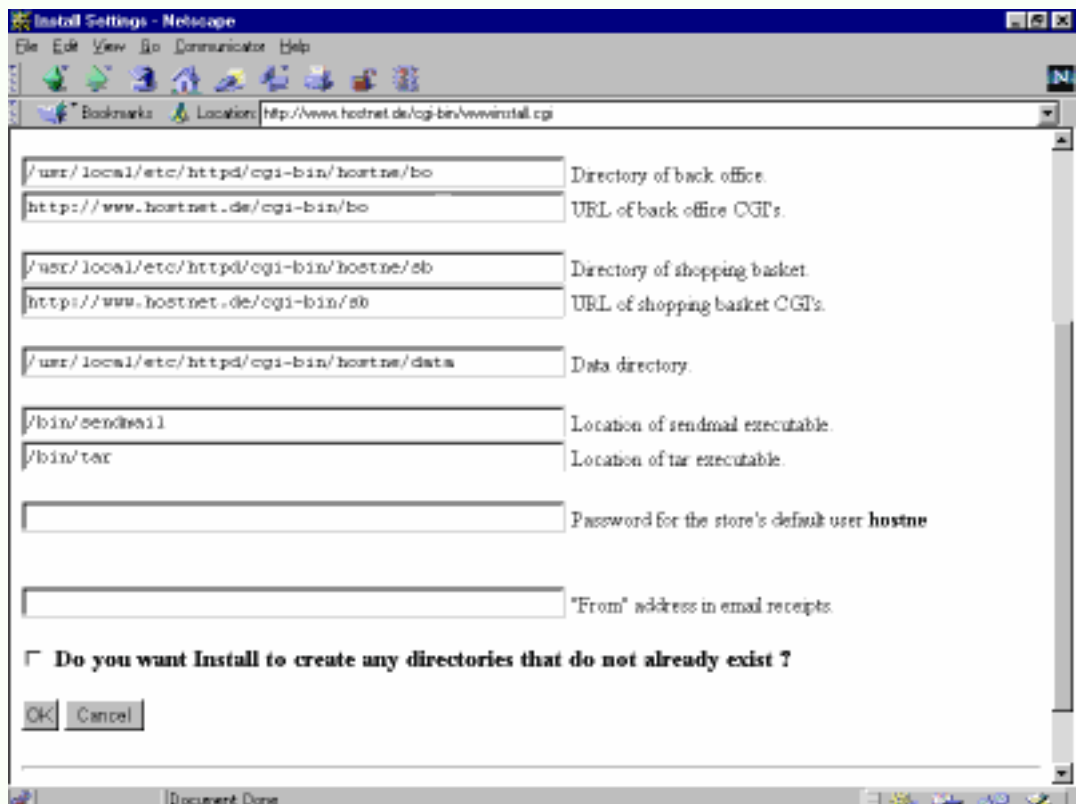 Install Settings - Netscape
File Edit View Go Communicator Help
Bookmarks Location: http://www.hostnet.de/cgi-bin/wwwinstall.cgi
/usr/local/etc/httpd/cgi-bin/hostne/bo Directory of back office.
http://www.hostnet.de/cgi-bin/bo URL of back office CGI's.
/usr/local/etc/httpd/cgi-bin/hostne/sb Directory of shopping basket.
http://www.hostnet.de/cgi-bin/sb URL of shopping basket CGI's.
/usr/local/etc/httpd/cgi-bin/hostne/data Data directory.
/bin/sendmail Location of sendmail executable.
/bin/tar Location of tar executable.
Password for the store's default user hostne
"From" address in email receipts.
Do you want Install to create any directories that do not already exist ?
OK Cancel
Document Done